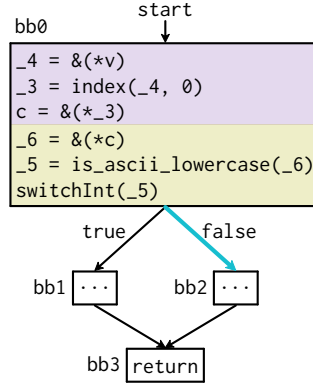 start
bb0
_4 = &(*v)
_3 = index(_4, 0)
c = &(*_3)
_6 = &(*c)
_5 = is_ascii_lowercase(_6)
switchInt(_5)
true false
bb1 ··· bb2 ···
bb3 return